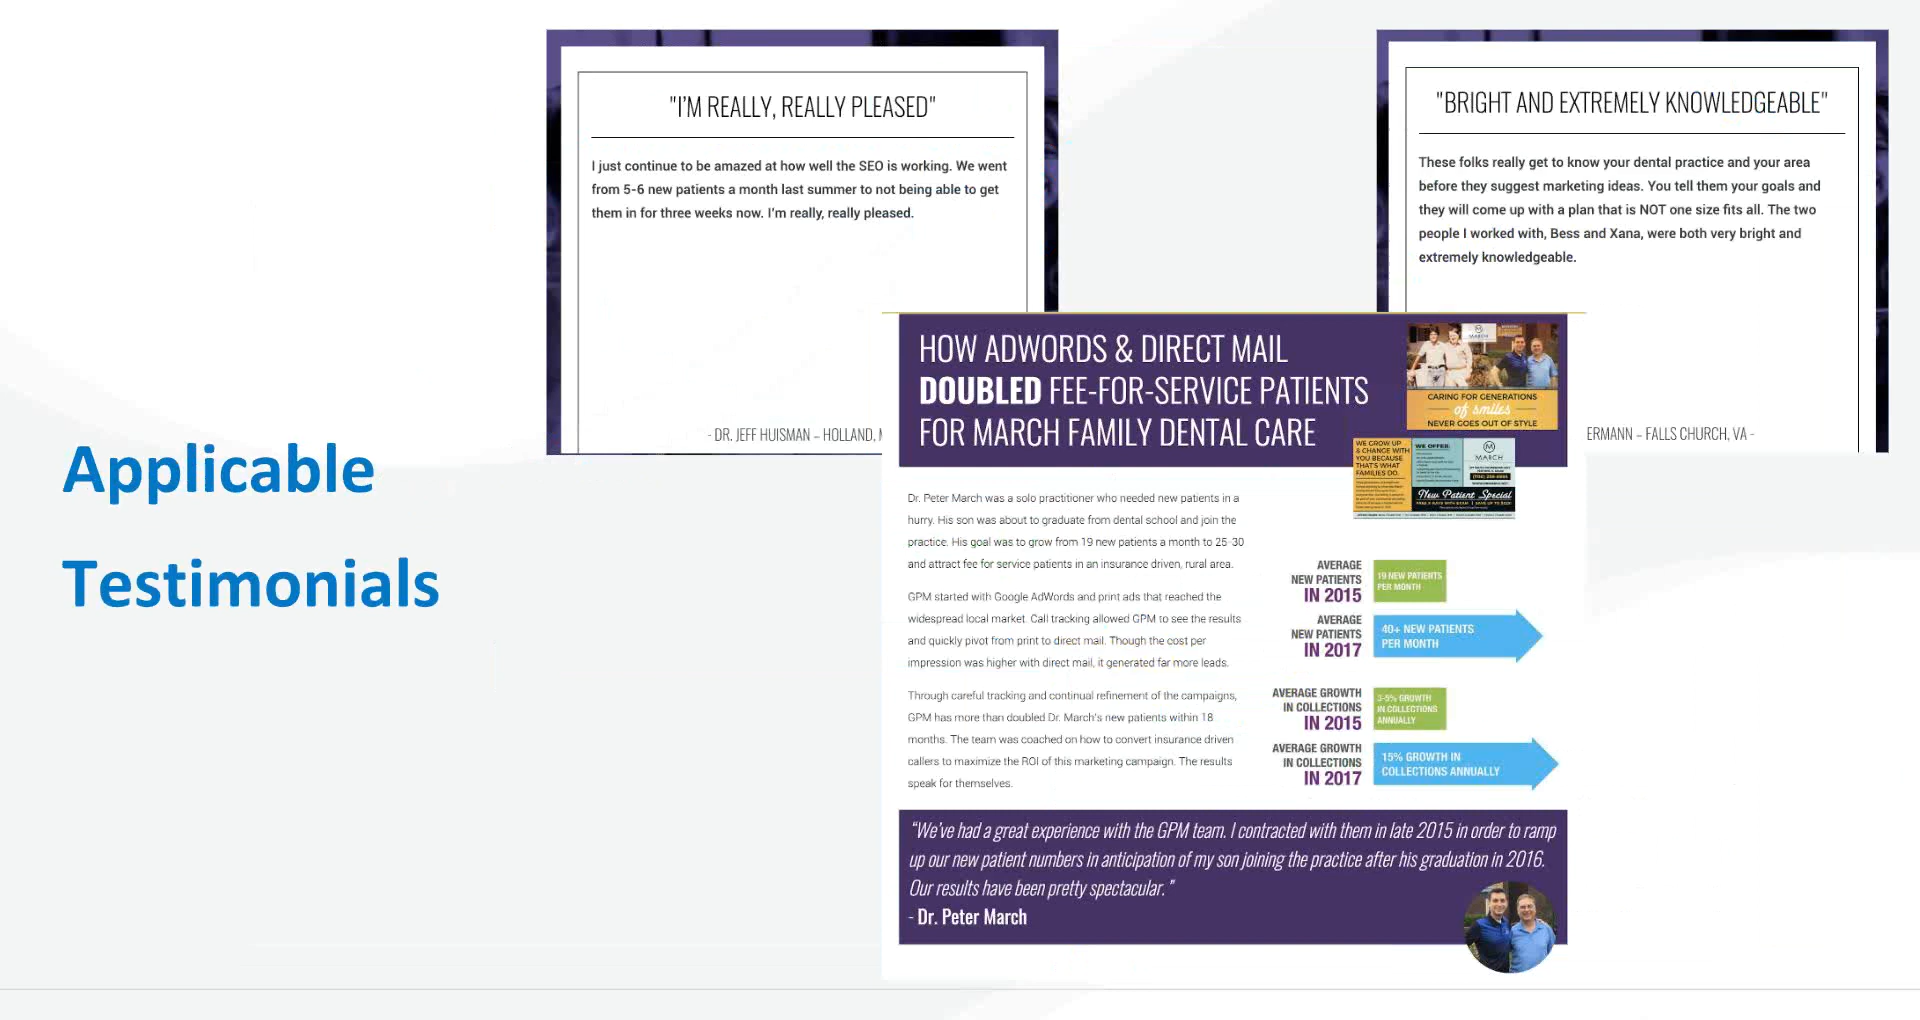 Applicable
Testimonials
"I'M REALLY, REALLY PLEASED"
I just continue to be amazed at how well the SEO is working. We went
from 5-6 new patients a month last summer to not being able to get
them in for three weeks now. I'm really, really pleased.
- DR. JEFF HUISMAN – HOLLAND,
"BRIGHT AND EXTREMELY KNOWLEDGEABLE"
These folks really get to know your dental practice and your area
before they suggest marketing ideas. You tell them your goals and
they will come up with a plan that is NOT one size fits all. The two
people I worked with, Bess and Xana, were both very bright and
extremely knowledgeable.
ERMANN – FALLS CHURCH, VA -
HOW ADWORDS & DIRECT MAIL
DOUBLED FEE-FOR-SERVICE PATIENTS
FOR MARCH FAMILY DENTAL CARE
MARCH
CARING FOR GENERATIONS
of smiles
NEVER GOES OUT OF STYLE
WE GROW UP
& CHANGE WITH
YOU BECAUSE
THAT'S WHAT
FAMILIES DO.
WE OFFER:
MARCH
New Patient Special
Dr. Peter March was a solo practitioner who needed new patients in a
hurry. His son was about to graduate from dental school and join the
practice. His goal was to grow from 19 new patients a month to 25-30
and attract fee for service patients in an insurance driven, rural area.
GPM started with Google AdWords and print ads that reached the
widespread local market. Call tracking allowed GPM to see the results
and quickly pivot from print to direct mail. Though the cost per
impression was higher with direct mail, it generated far more leads.
Through careful tracking and continual refinement of the campaigns,
GPM has more than doubled Dr. March's new patients within 18
months. The team was coached on how to convert insurance driven
callers to maximize the ROI of this marketing campaign. The results
speak for themselves.
AVERAGE
NEW PATIENTS
IN 2015
19 NEW PATIENTS
PER MONTH
AVERAGE
NEW PATIENTS
IN 2017
40+ NEW PATIENTS
PER MONTH
AVERAGE GROWTH
IN COLLECTIONS
IN 2015
3-5% GROWTH
IN COLLECTIONS
ANNUALLY
AVERAGE GROWTH
IN COLLECTIONS
IN 2017
15% GROWTH IN
COLLECTIONS ANNUALLY
"We've had a great experience with the GPM team. I contracted with them in late 2015 in order to ramp
up our new patient numbers in anticipation of my son joining the practice after his graduation in 2016.
Our results have been pretty spectacular."
- Dr. Peter March